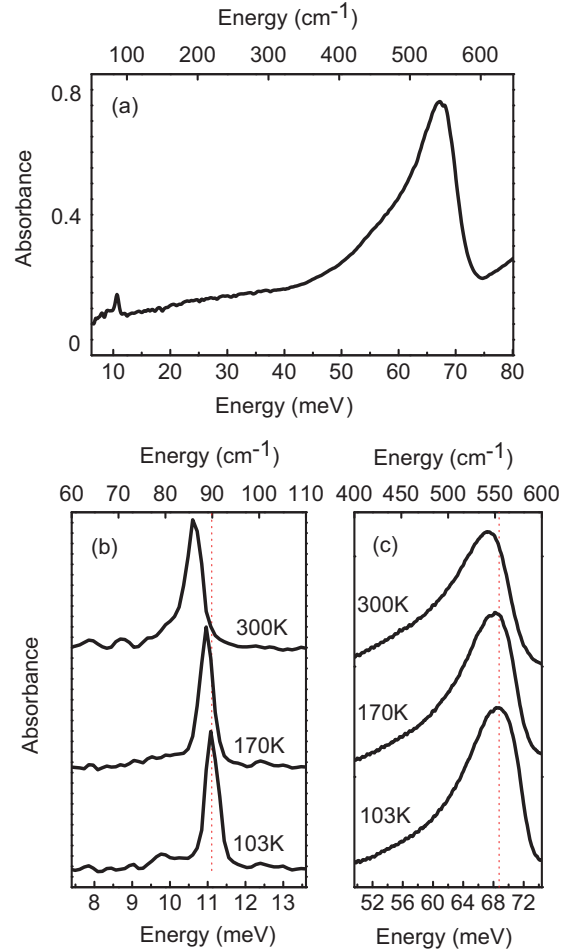 Energy (cm-1)
100 200 300 400 500 600
0.8
(a)
0.4
Absorbance
0
10 20 30 40 50 60 70 80
Energy (meV)
Energy (cm-1)
60 70 80 90 100 110
(b)
300K
170K
103K
Absorbance
8 9 10 11 12 13
Energy (meV)
Energy (cm-1)
400 450 500 550 600
(c)
300K
170K
103K
52 56 60 64 68 72
Energy (meV)